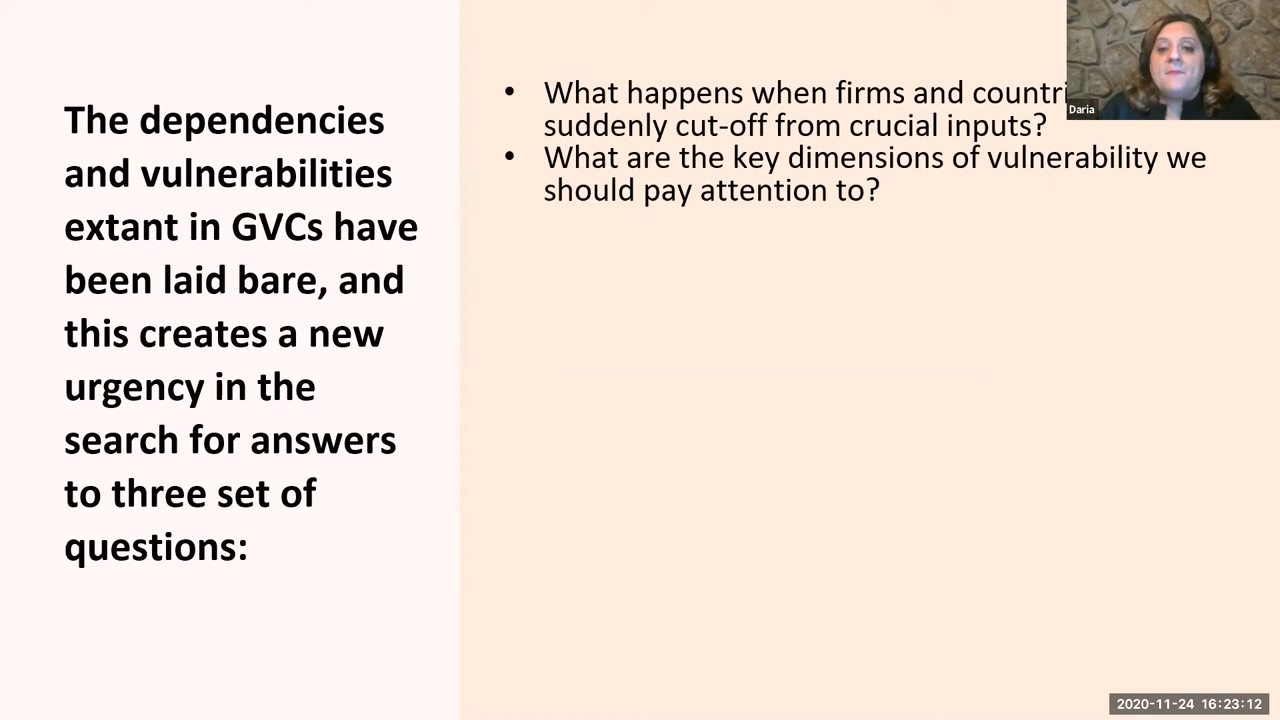 The dependencies
and vulnerabilities
extant in GVCs have
been laid bare, and
this creates a new
urgency in the
search for answers
to three set of
questions:
• What happens when firms and countri
suddenly cut-off from crucial inputs?
• What are the key dimensions of vulnerability we
should pay attention to?
Daria
2020-11-24 16:23:12